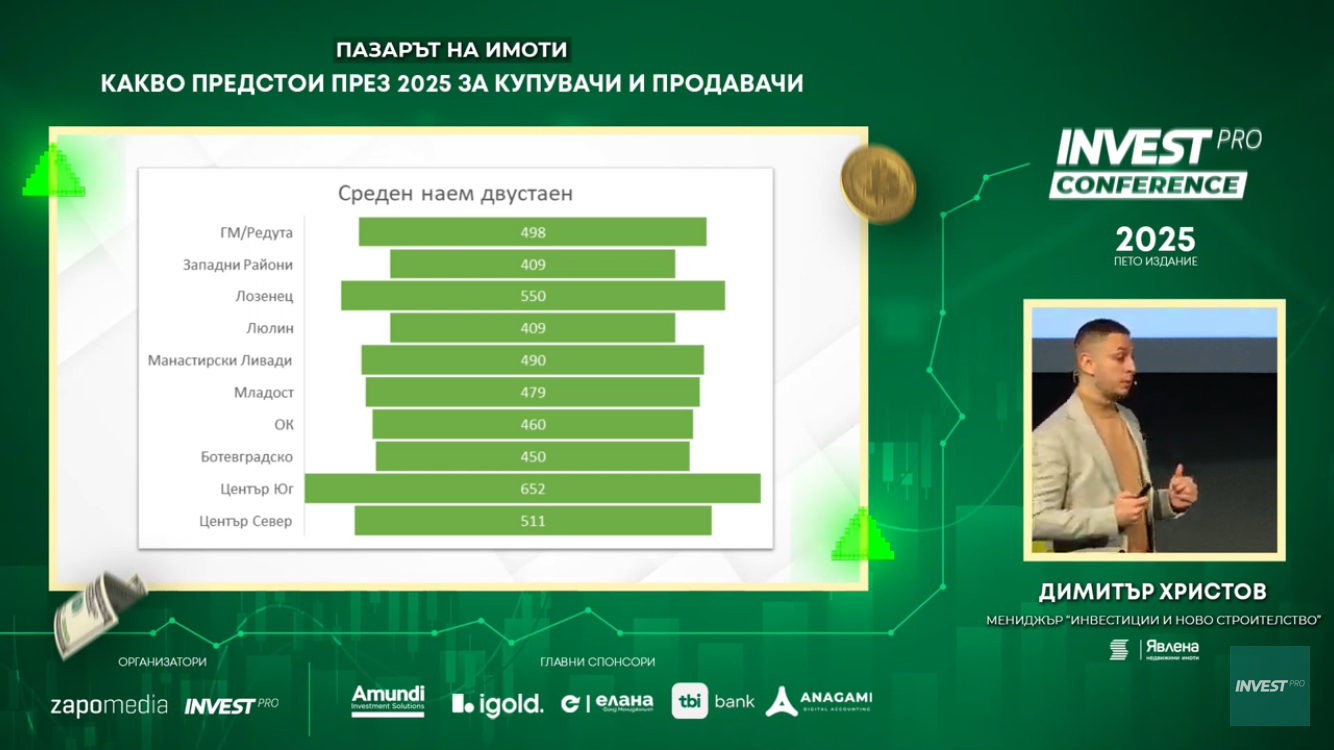 ПАЗАРЪТ НА ИМОТИ
КАКВО ПРЕДСТОИ ПРЕЗ 2025 ЗА КУПУВАЧИ И ПРОДАВАЧИ
INVEST PRO
CONFERENCE
2025
ПЕТО ИЗДАНИЕ
Среден наем двустаен
ГМ/Редута 498
Западни Райони 409
Лозенец 550
Люлин 409
Манастирски Ливади 490
Младост 479
ОК 460
Ботевградско 450
Център Юг 652
Център Север 511
ДИМИТЪР ХРИСТОВ
МЕНИДЖЪР "ИНВЕСТИЦИИ И НОВО СТРОИТЕЛСТВО"
Явлена
недвижими имоти
ОРГАНИЗАТОРИ
ГЛАВНИ СПОНСОРИ
zapomedia INVEST PRO
Amundi
Investment Solutions
igold.
елана
Фонд Мениджмънт
tbi bank
ANAGAMI
DIGITAL ACCOUNTING
INVEST PRO